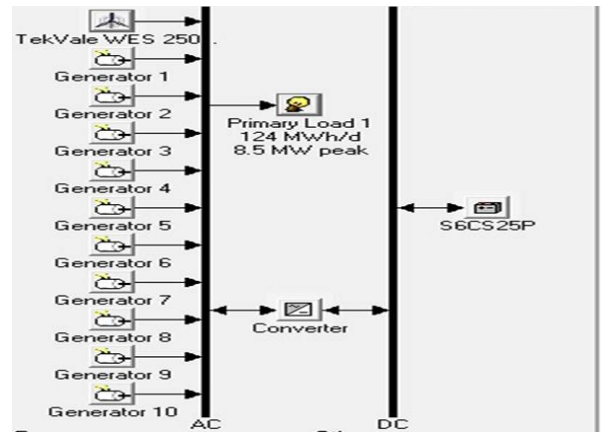 TekVale WES 250...
Generator 1
Generator 2
Primary Load 1
124 MWh/d
8.5 MW peak
Generator 3
Generator 4
Generator 5
S6CS25P
Generator 6
Generator 7
Converter
Generator 8
Generator 9
Generator 10
AC
DC